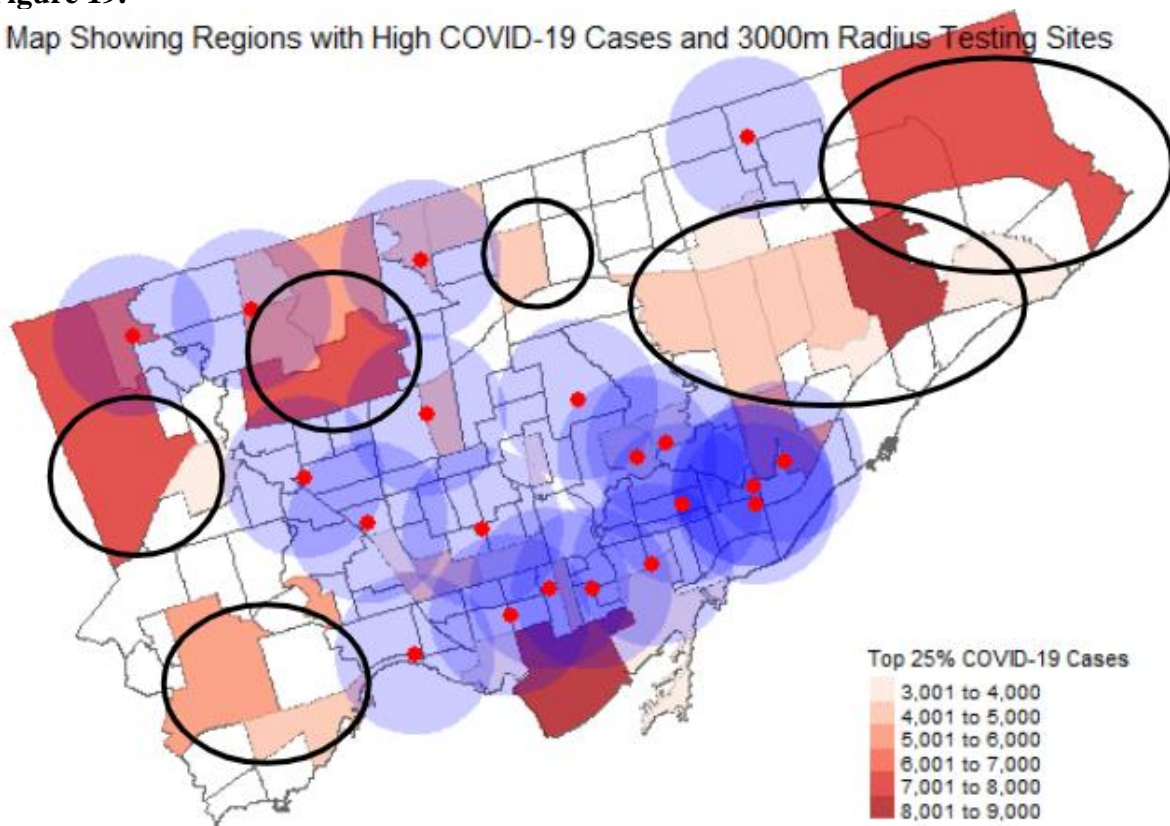 Figure 19.
Map Showing Regions with High COVID-19 Cases and 3000m Radius Testing Sites
Top 25% COVID-19 Cases
3,001 to 4,000
4,001 to 5,000
5,001 to 6,000
6,001 to 7,000
7,001 to 8,000
8,001 to 9,000